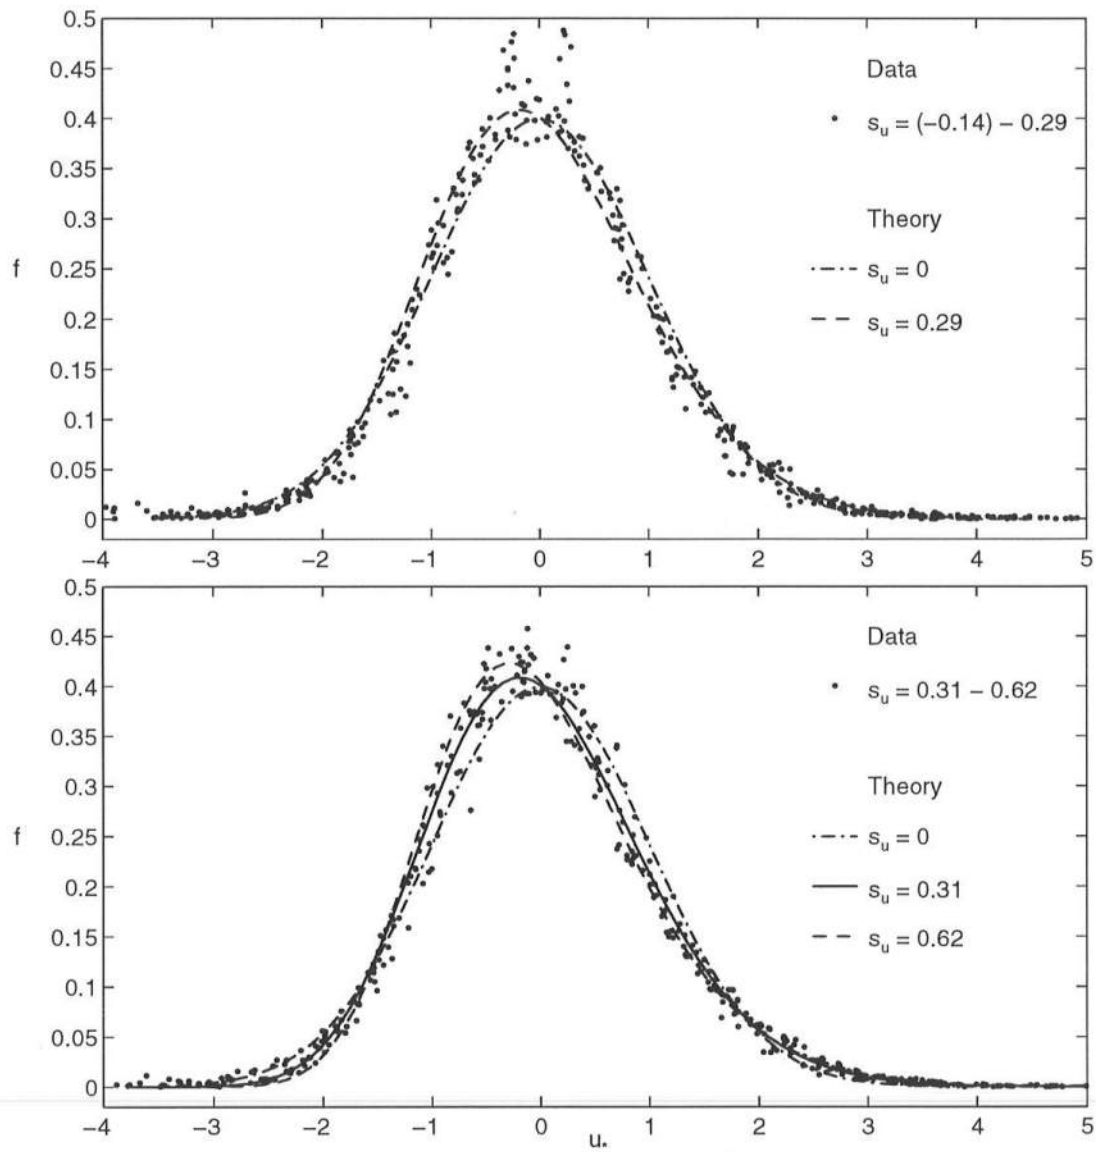 0.5
0.45
0.4
0.35
0.3
0.25
0.2
0.15
0.1
0.05
0
f
Data
s_u = (−0.14) − 0.29
Theory
s_u = 0
s_u = 0.29
−4 −3 −2 −1 0 1 2 3 4 5
0.5
0.45
0.4
0.35
0.3
0.25
0.2
0.15
0.1
0.05
0
f
Data
s_u = 0.31 − 0.62
Theory
s_u = 0
s_u = 0.31
s_u = 0.62
−4 −3 −2 −1 0 1 2 3 4 5
u*